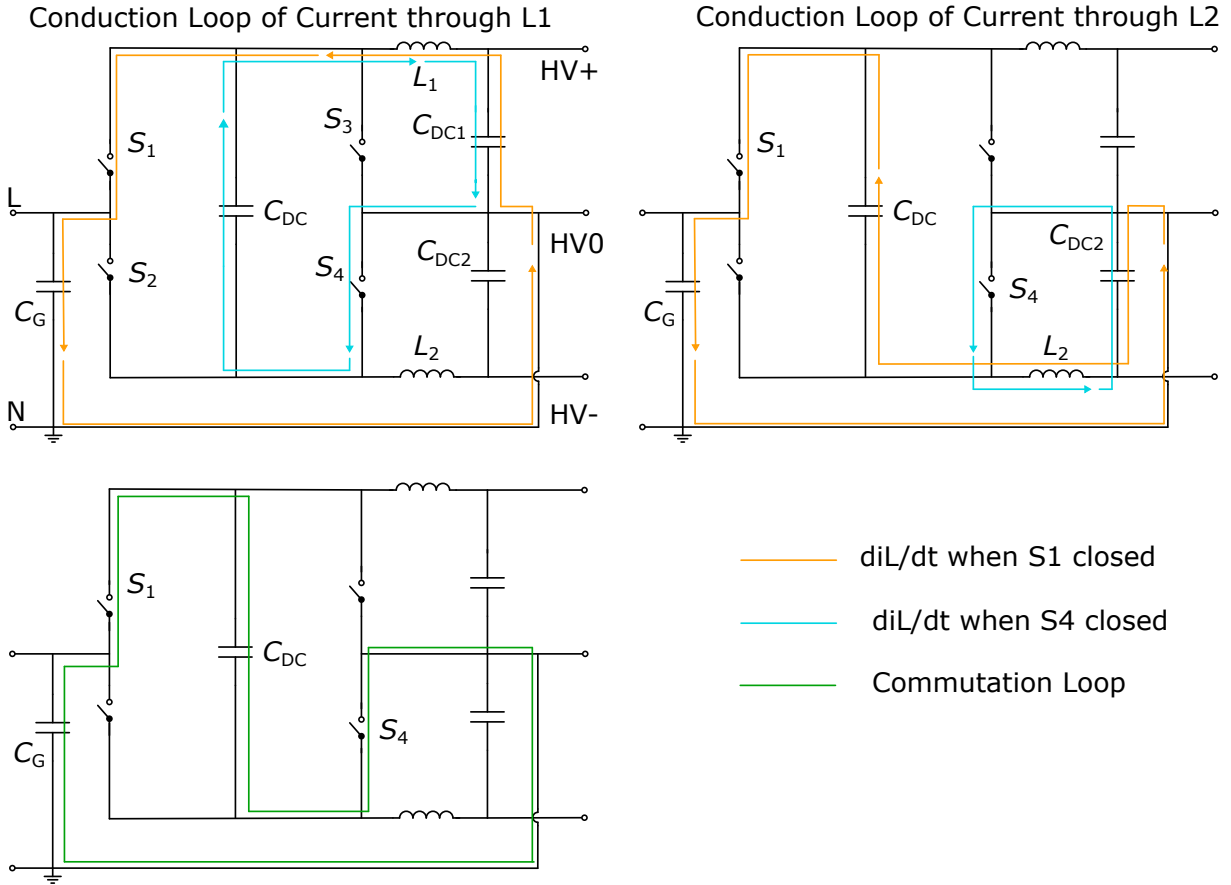 Conduction Loop of Current through L1
Conduction Loop of Current through L2
HV+
L1
S3
CDC1
S1
L
CDC
HV0
S2
S4
CDC2
CG
L2
N
HV-
S1
CDC
CDC2
S4
CG
L2
S1
CDC
S4
CG
diL/dt when S1 closed
diL/dt when S4 closed
Commutation Loop